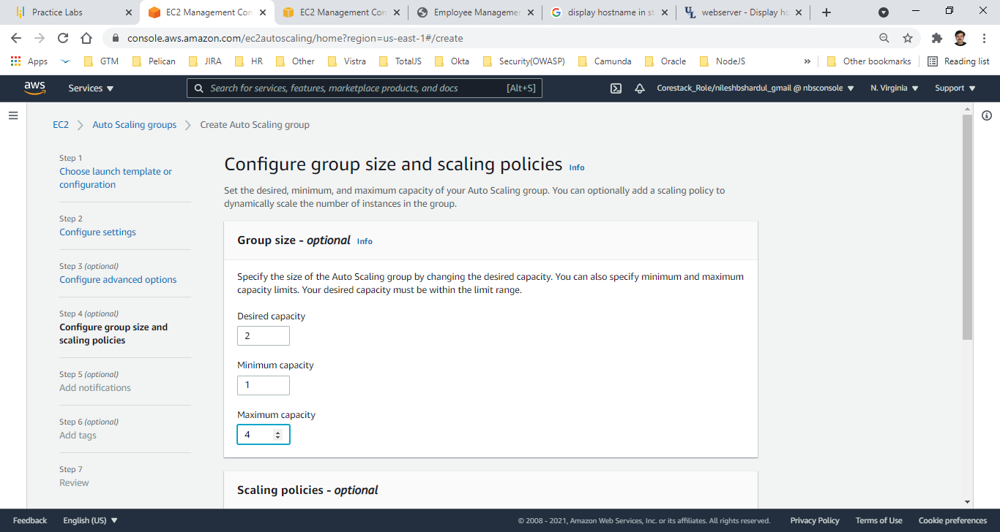 Practice Labs
EC2 Management Con
EC2 Management Con
Employee Managemen
display hostname in st
webserver - Display ho
console.aws.amazon.com/ec2autoscaling/home?region=us-east-1#/create
Apps
GTM
Pelican
JIRA
HR
Other
Vistra
TotalJS
Okta
Security(OWASP)
Camunda
Oracle
NodeJS
»
Other bookmarks
Reading list
aws
Services
Search for services, features, marketplace products, and docs
[Alt+S]
Corestack_Role/nileshbshardul_gmail @ nbsconsole
N. Virginia
Support
EC2
Auto Scaling groups
Create Auto Scaling group
Step 1
Choose launch template or
configuration
Step 2
Configure settings
Step 3 (optional)
Configure advanced options
Step 4 (optional)
Configure group size and
scaling policies
Step 5 (optional)
Add notifications
Step 6 (optional)
Add tags
Step 7
Review
Configure group size and scaling policies Info
Set the desired, minimum, and maximum capacity of your Auto Scaling group. You can optionally add a scaling policy to
dynamically scale the number of instances in the group.
Group size - optional Info
Specify the size of the Auto Scaling group by changing the desired capacity. You can also specify minimum and maximum
capacity limits. Your desired capacity must be within the limit range.
Desired capacity
2
Minimum capacity
1
Maximum capacity
4
Scaling policies - optional
Feedback
English (US)
© 2008 - 2021, Amazon Web Services, Inc. or its affiliates. All rights reserved.
Privacy Policy
Terms of Use
Cookie preferences